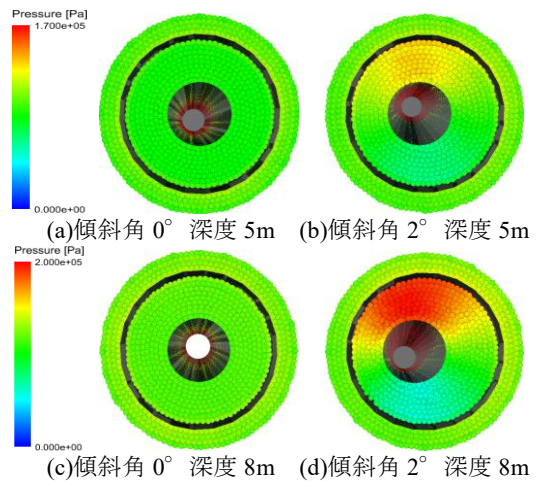 Pressure [Pa]
1.700e+05
0.000e+00
(a)傾斜角 0° 深度 5m (b)傾斜角 2° 深度 5m
Pressure [Pa]
2.000e+05
0.000e+00
(c)傾斜角 0° 深度 8m (d)傾斜角 2° 深度 8m